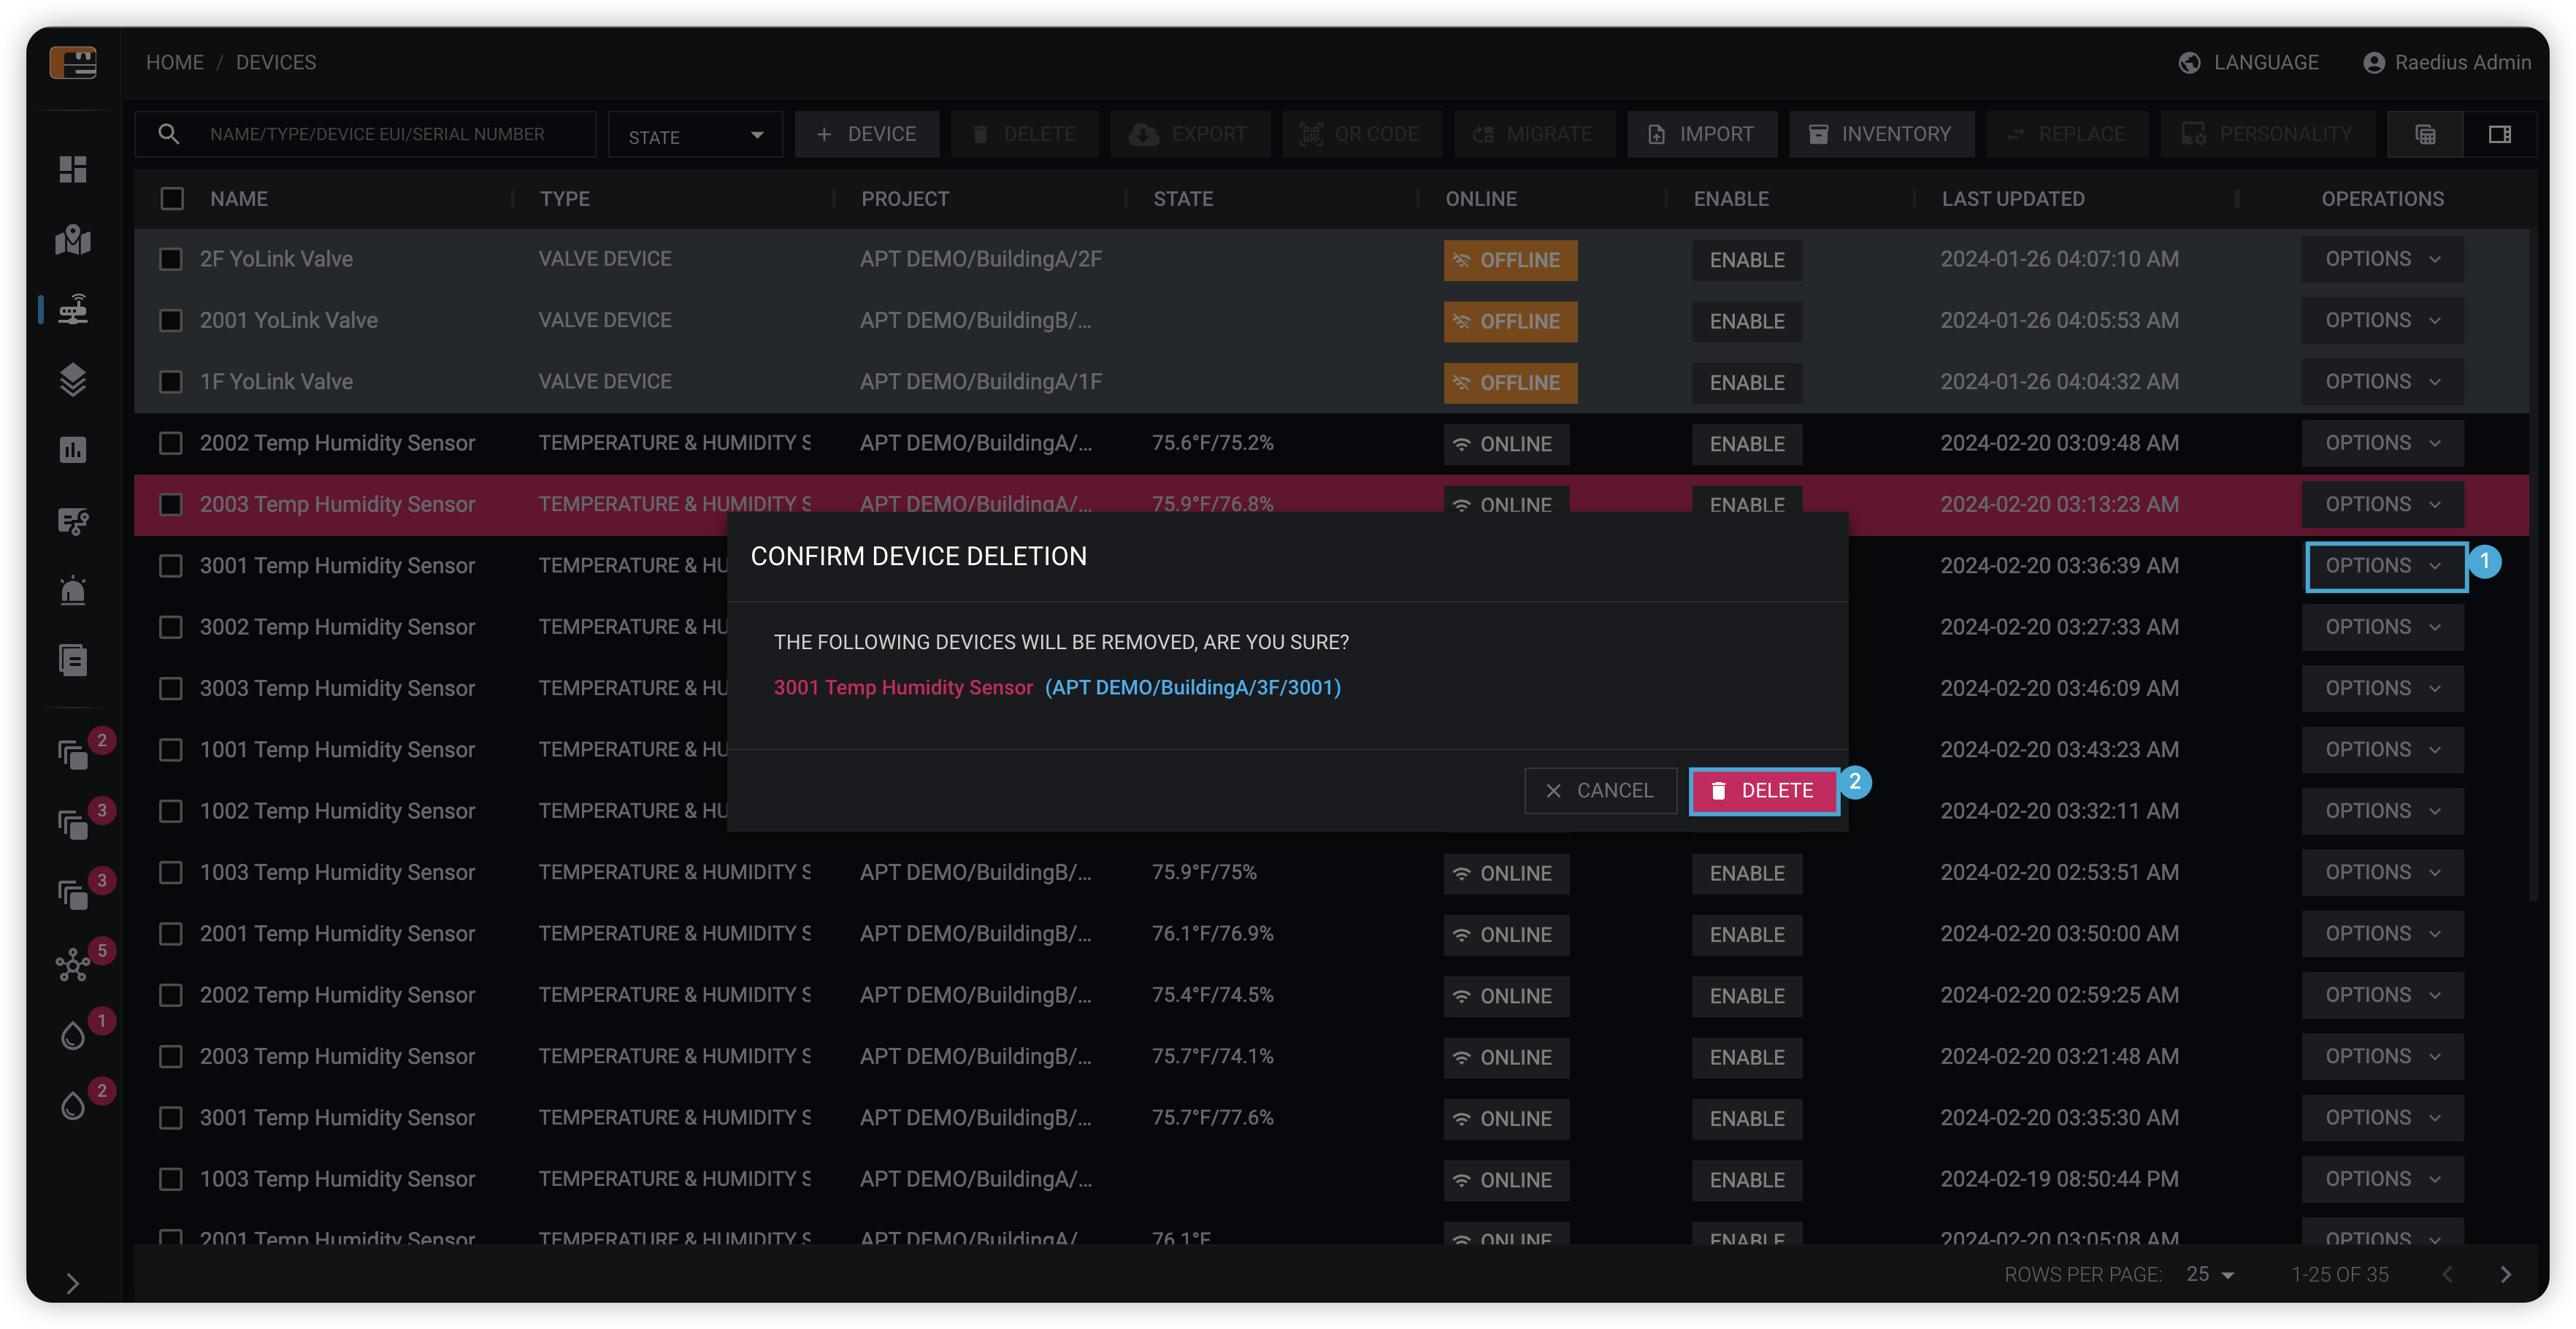 HOME / DEVICES LANGUAGE Raedius Admin
NAME/TYPE/DEVICE EUI/SERIAL NUMBER STATE + DEVICE DELETE EXPORT QR CODE MIGRATE IMPORT INVENTORY REPLACE PERSONALITY
NAME TYPE PROJECT STATE ONLINE ENABLE LAST UPDATED OPERATIONS
2F YoLink Valve VALVE DEVICE APT DEMO/BuildingA/2F OFFLINE ENABLE 2024-01-26 04:07:10 AM OPTIONS
2001 YoLink Valve VALVE DEVICE APT DEMO/BuildingB/... OFFLINE ENABLE 2024-01-26 04:05:53 AM OPTIONS
1F YoLink Valve VALVE DEVICE APT DEMO/BuildingA/1F OFFLINE ENABLE 2024-01-26 04:04:32 AM OPTIONS
2002 Temp Humidity Sensor TEMPERATURE & HUMIDITY S APT DEMO/BuildingA/... 75.6°F/75.2% ONLINE ENABLE 2024-02-20 03:09:48 AM OPTIONS
2003 Temp Humidity Sensor TEMPERATURE & HUMIDITY S APT DEMO/BuildingA/... 75.9°F/76.8% ONLINE ENABLE 2024-02-20 03:13:23 AM OPTIONS
3001 Temp Humidity Sensor TEMPERATURE & HU 2024-02-20 03:36:39 AM OPTIONS 1
3002 Temp Humidity Sensor TEMPERATURE & HU 2024-02-20 03:27:33 AM OPTIONS
3003 Temp Humidity Sensor TEMPERATURE & HU 2024-02-20 03:46:09 AM OPTIONS
1001 Temp Humidity Sensor TEMPERATURE & HU 2024-02-20 03:43:23 AM OPTIONS
1002 Temp Humidity Sensor TEMPERATURE & HU 2024-02-20 03:32:11 AM OPTIONS
1003 Temp Humidity Sensor TEMPERATURE & HUMIDITY S APT DEMO/BuildingB/... 75.9°F/75% ONLINE ENABLE 2024-02-20 02:53:51 AM OPTIONS
2001 Temp Humidity Sensor TEMPERATURE & HUMIDITY S APT DEMO/BuildingB/... 76.1°F/76.9% ONLINE ENABLE 2024-02-20 03:50:00 AM OPTIONS
2002 Temp Humidity Sensor TEMPERATURE & HUMIDITY S APT DEMO/BuildingB/... 75.4°F/74.5% ONLINE ENABLE 2024-02-20 02:59:25 AM OPTIONS
2003 Temp Humidity Sensor TEMPERATURE & HUMIDITY S APT DEMO/BuildingB/... 75.7°F/74.1% ONLINE ENABLE 2024-02-20 03:21:48 AM OPTIONS
3001 Temp Humidity Sensor TEMPERATURE & HUMIDITY S APT DEMO/BuildingB/... 75.7°F/77.6% ONLINE ENABLE 2024-02-20 03:35:30 AM OPTIONS
1003 Temp Humidity Sensor TEMPERATURE & HUMIDITY S APT DEMO/BuildingA/... ONLINE ENABLE 2024-02-19 08:50:44 PM OPTIONS
2001 Temp Humidity Sensor TEMPERATURE & HUMIDITY S APT DEMO/BuildingA/ 76.1°F ONLINE ENABLE 2024-02-20 03:05:08 AM OPTIONS
ROWS PER PAGE: 25 1-25 OF 35
CONFIRM DEVICE DELETION
THE FOLLOWING DEVICES WILL BE REMOVED, ARE YOU SURE?
3001 Temp Humidity Sensor (APT DEMO/BuildingA/3F/3001)
CANCEL DELETE 2
2
3
3
5
1
2